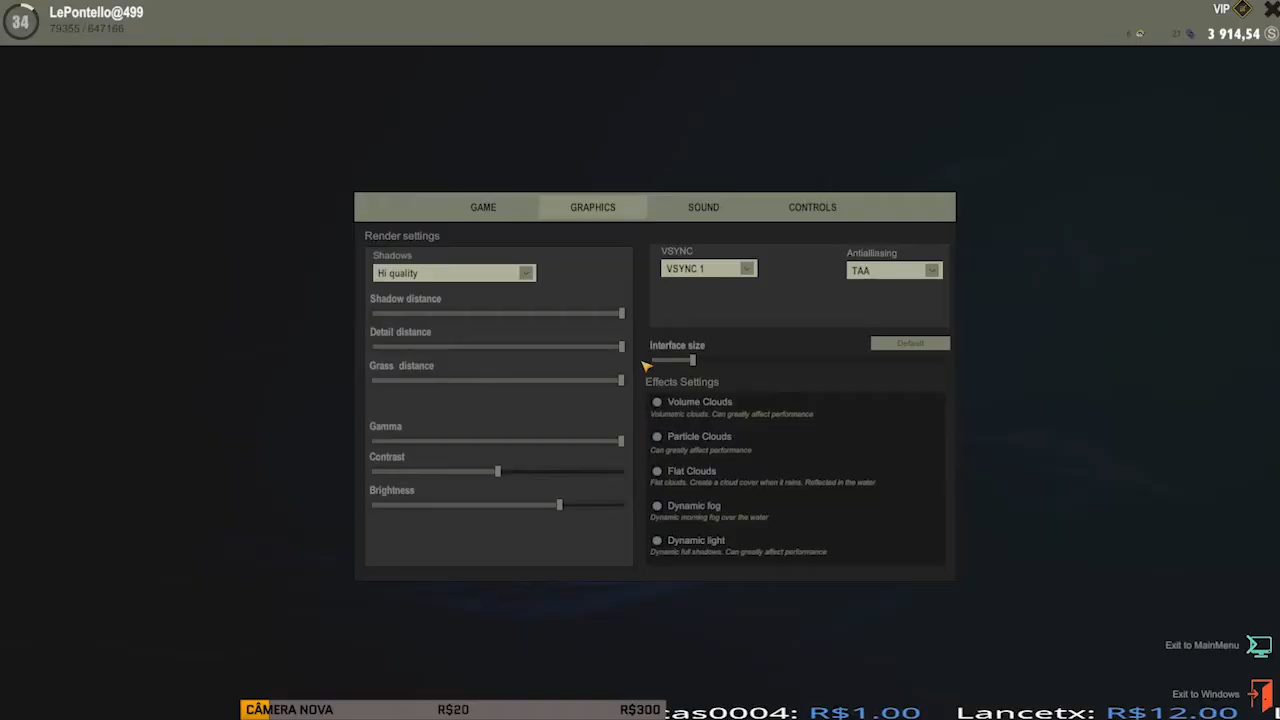 34
LePontello@499
79355 / 647166
VIP
6
21
3 914,54
GAME
GRAPHICS
SOUND
CONTROLS
Render settings
Shadows
Hi quality
Shadow distance
Detail distance
Grass distance
Gamma
Contrast
Brightness
VSYNC
VSYNC 1
Antialliasing
TAA
Interface size
Default
Effects Settings
Volume Clouds
Volumetric clouds. Can greatly affect performance
Particle Clouds
Can greatly affect performance
Flat Clouds
Flat clouds. Create a cloud cover when it rains. Reflected in the water
Dynamic fog
Dynamic morning fog over the water
Dynamic light
Dynamic full shadows. Can greatly affect performance
Exit to MainMenu
Exit to Windows
CÂMERA NOVA R$20 R$300
cas0004: R$1.00 Lancetx: R$12.00